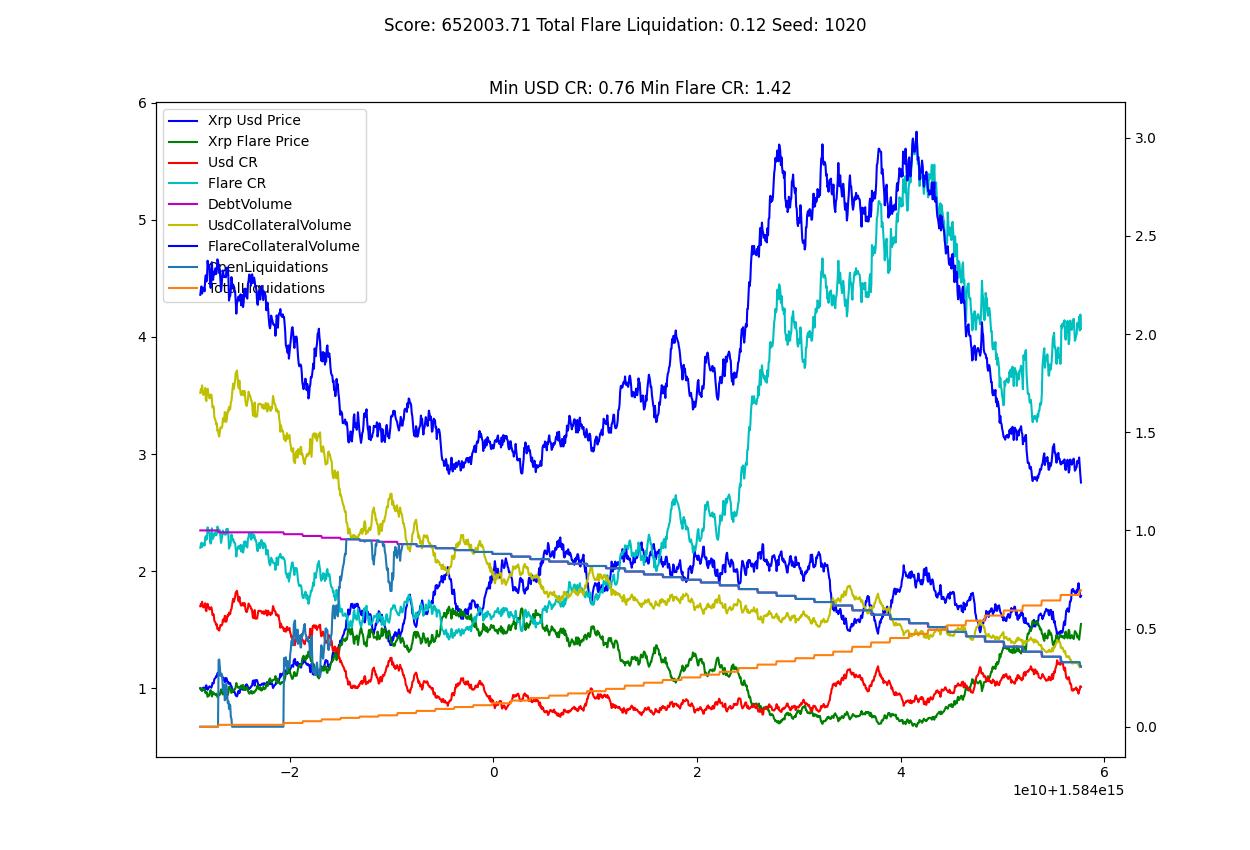 Score: 652003.71 Total Flare Liquidation: 0.12 Seed: 1020
Min USD CR: 0.76 Min Flare CR: 1.42
Xrp Usd Price
Xrp Flare Price
Usd CR
Flare CR
DebtVolume
UsdCollateralVolume
FlareCollateralVolume
OpenLiquidations
TotalLiquidations
6
5
4
3
2
1
3.0
2.5
2.0
1.5
1.0
0.5
0.0
−2
0
2
4
6
1e10+1.584e15